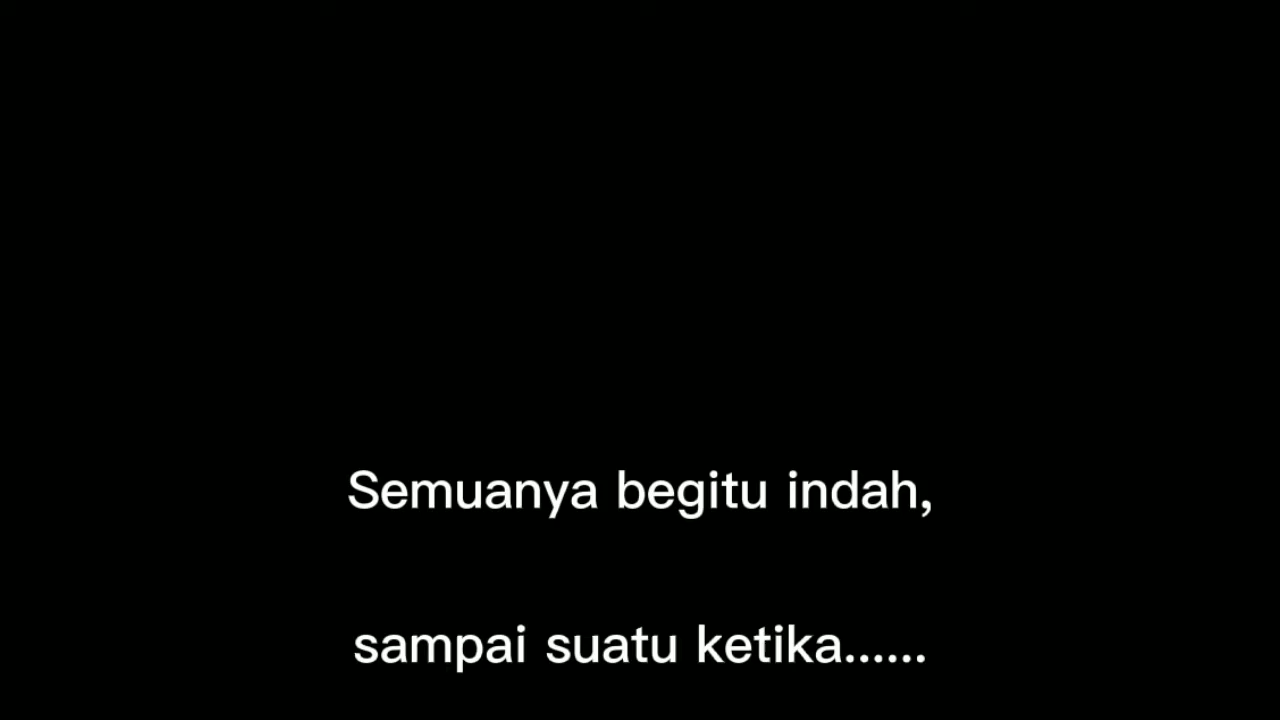 Semuanya begitu indah,
sampai suatu ketika......